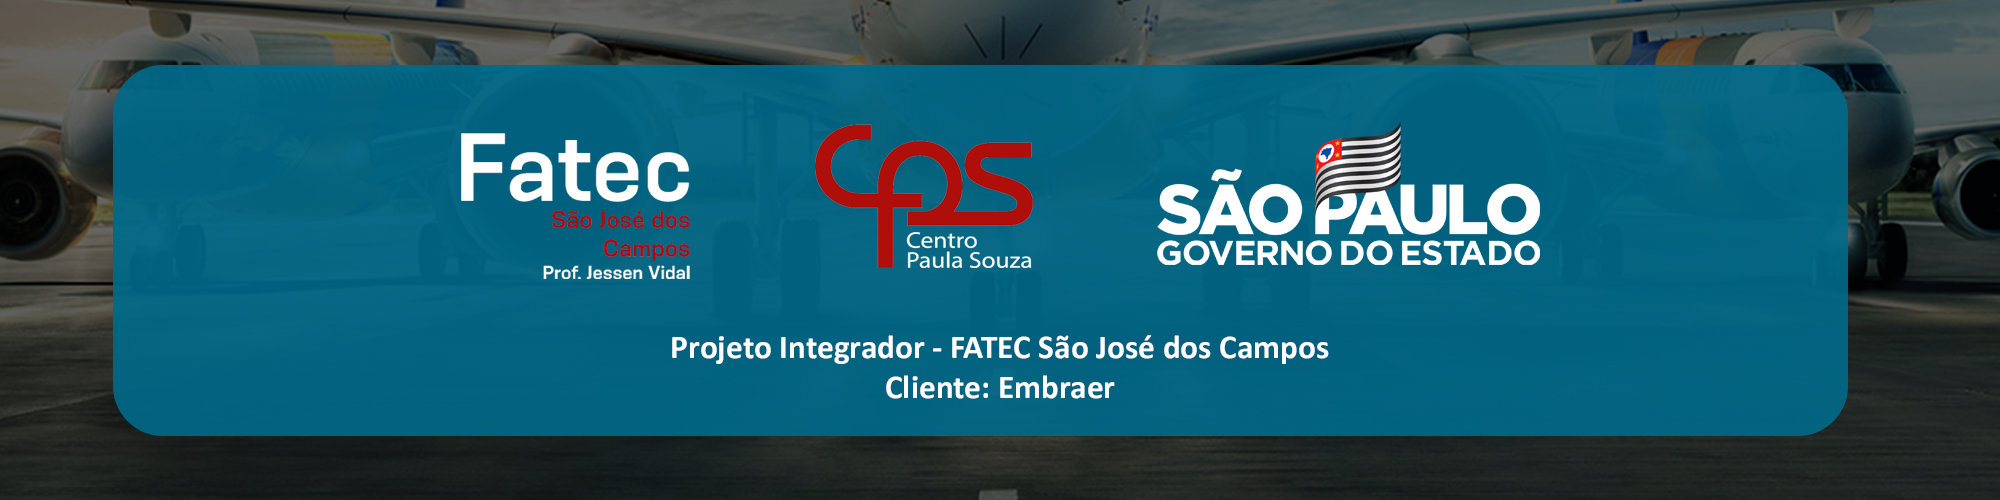 Fatec
São José dos
Campos
Prof. Jessen Vidal
cps
Centro
Paula Souza
SÃO PAULO
GOVERNO DO ESTADO
Projeto Integrador - FATEC São José dos Campos
Cliente: Embraer